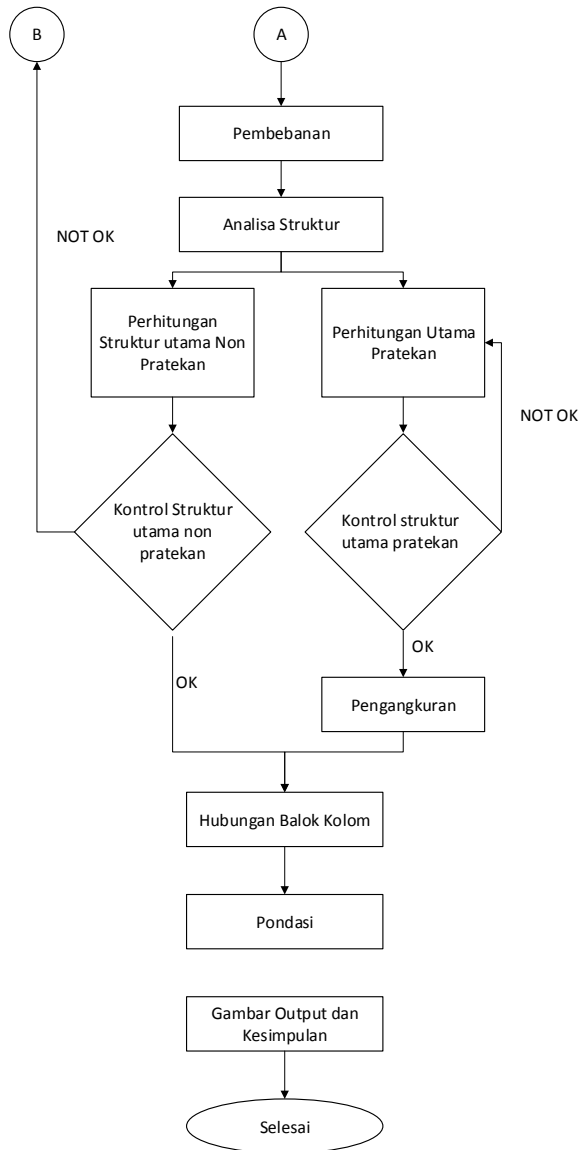 B
A
Pembebanan
Analisa Struktur
NOT OK
Perhitungan
Struktur utama Non
Pratekan
Perhitungan Utama
Pratekan
NOT OK
Kontrol Struktur
utama non
pratekan
Kontrol struktur
utama pratekan
OK
OK
Pengangkuran
Hubungan Balok Kolom
Pondasi
Gambar Output dan
Kesimpulan
Selesai